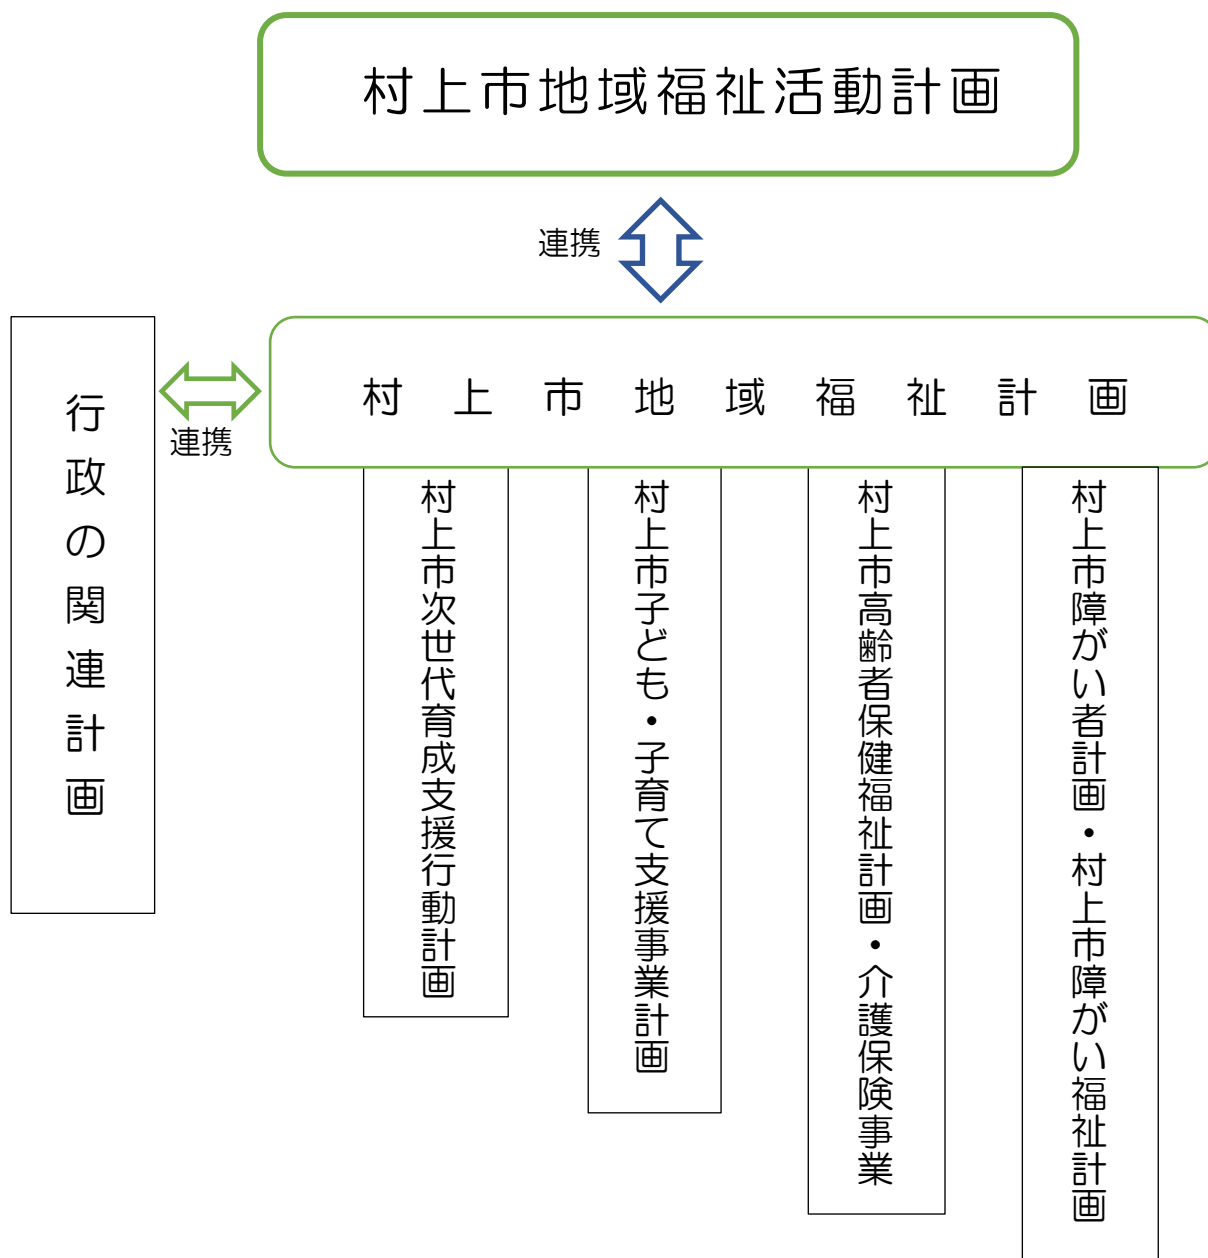 村上市地域福祉活動計画
連携
村上市地域福祉計画
連携
行政の関連計画
村上市次世代育成支援行動計画
村上市子ども・子育て支援事業計画
村上市高齢者保健福祉計画・介護保険事業
村上市障がい者計画・村上市障がい福祉計画